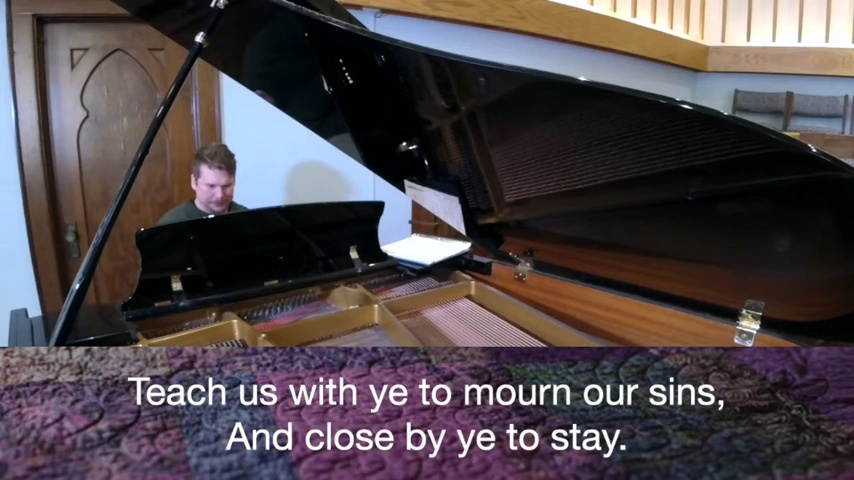 Teach us with ye to mourn our sins,
And close by ye to stay.